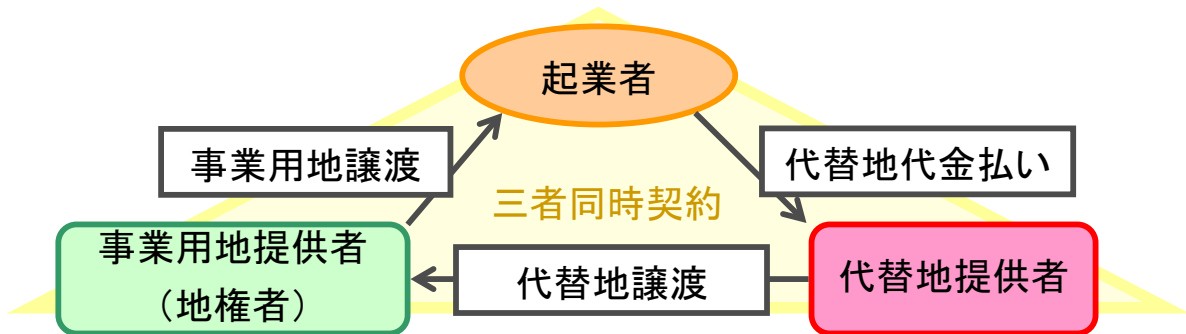 起業者
事業用地譲渡
代替地代金払い
三者同時契約
事業用地提供者
（地権者）
代替地譲渡
代替地提供者